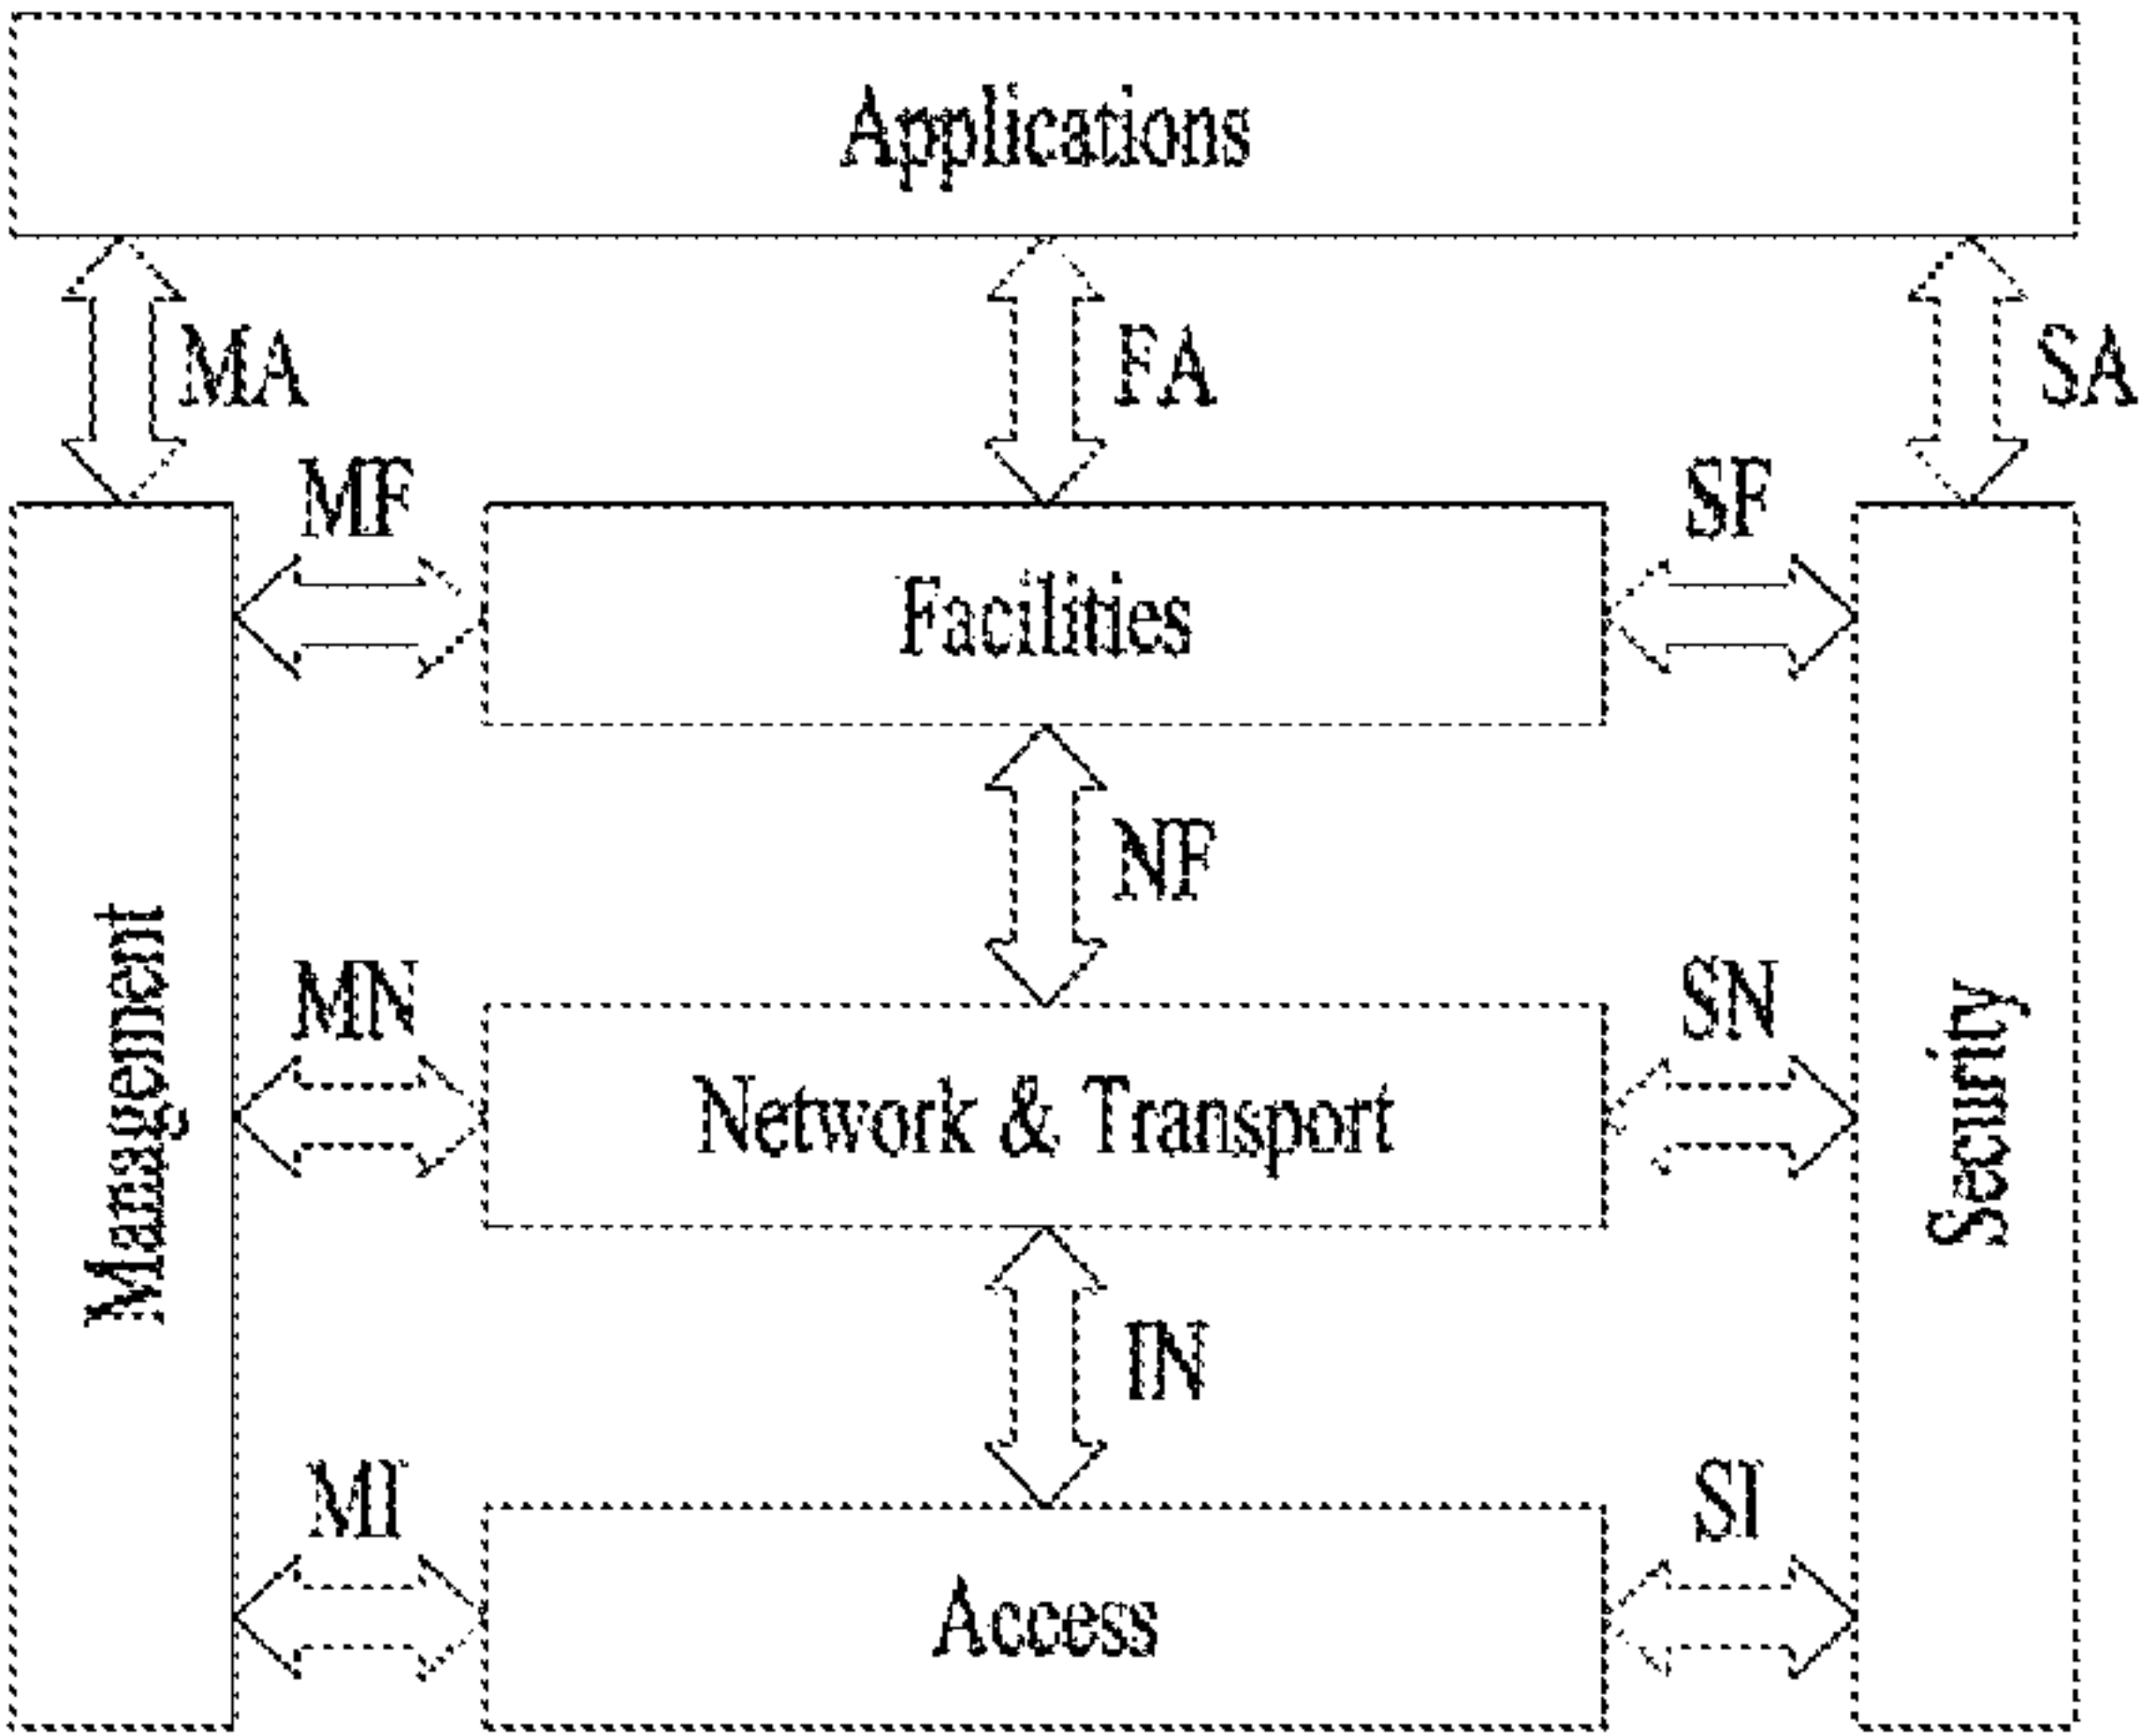 Applications
MA
FA
SA
MF
SF
Facilities
NF
Management
MN
SN
Network & Transport
Security
IN
MI
SI
Access